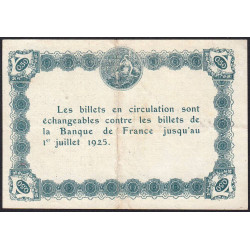 Les billets en circulation sont
échangeables contre les billets de
la Banque de France jusqu'au
1er juillet 1925.